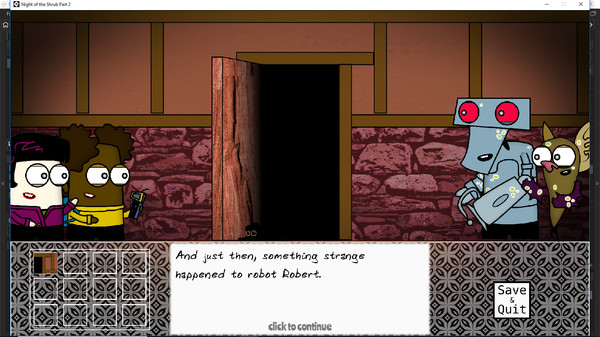 Night of the Shrub Part 2
And just then, something strange
happened to robot Robert.
click to continue
Save
&
Quit